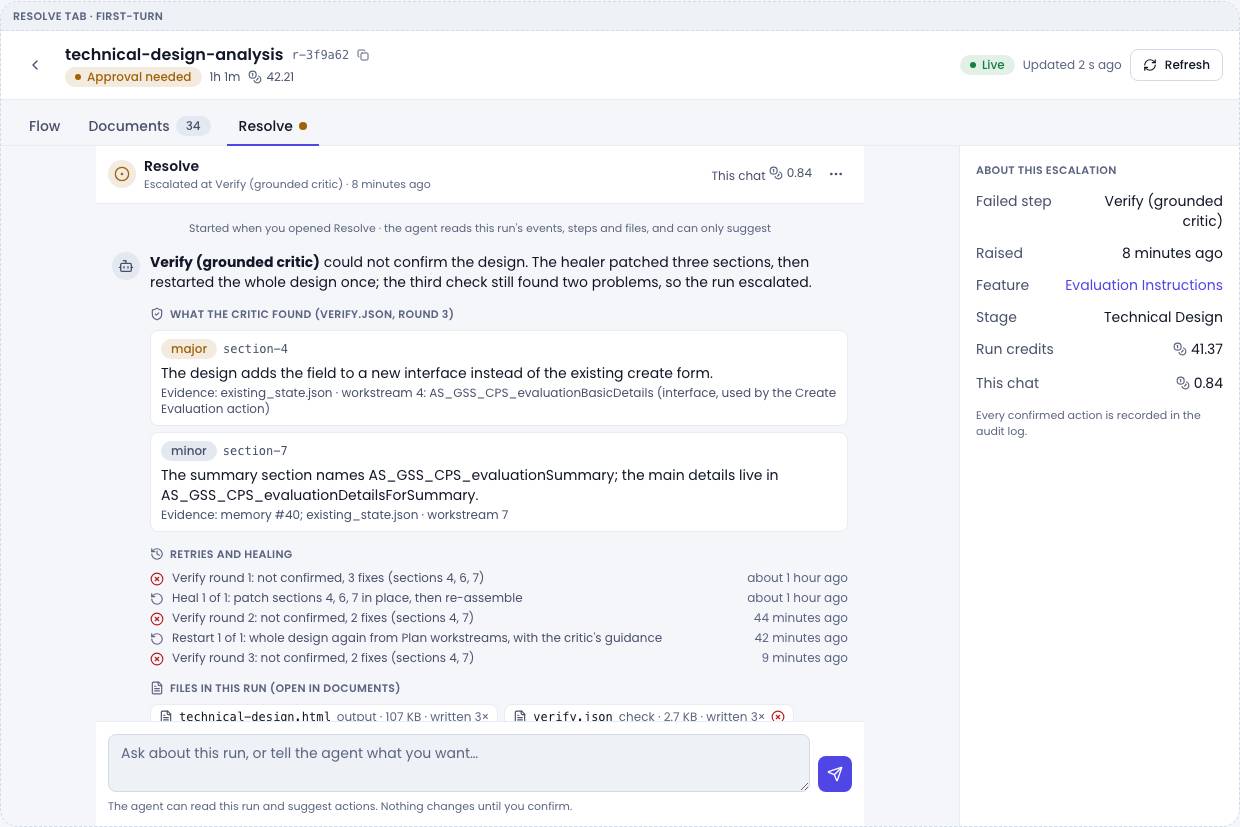 RESOLVE TAB · FIRST-TURN
technical-design-analysis r-3f9a62
Approval needed 1h 1m 42.21
Live Updated 2 s ago Refresh
Flow Documents 34 Resolve
Resolve
Escalated at Verify (grounded critic) · 8 minutes ago
This chat 0.84
Started when you opened Resolve · the agent reads this run's events, steps and files, and can only suggest
Verify (grounded critic) could not confirm the design. The healer patched three sections, then
restarted the whole design once; the third check still found two problems, so the run escalated.
WHAT THE CRITIC FOUND (VERIFY.JSON, ROUND 3)
major section-4
The design adds the field to a new interface instead of the existing create form.
Evidence: existing_state.json · workstream 4: AS_GSS_CPS_evaluationBasicDetails (interface, used by the Create
Evaluation action)
minor section-7
The summary section names AS_GSS_CPS_evaluationSummary; the main details live in
AS_GSS_CPS_evaluationDetailsForSummary.
Evidence: memory #40; existing_state.json · workstream 7
RETRIES AND HEALING
Verify round 1: not confirmed, 3 fixes (sections 4, 6, 7) about 1 hour ago
Heal 1 of 1: patch sections 4, 6, 7 in place, then re-assemble about 1 hour ago
Verify round 2: not confirmed, 2 fixes (sections 4, 7) 44 minutes ago
Restart 1 of 1: whole design again from Plan workstreams, with the critic's guidance 42 minutes ago
Verify round 3: not confirmed, 2 fixes (sections 4, 7) 9 minutes ago
FILES IN THIS RUN (OPEN IN DOCUMENTS)
technical-design.html output · 107 KB · written 3× verify.json check · 2.7 KB · written 3×
Ask about this run, or tell the agent what you want…
The agent can read this run and suggest actions. Nothing changes until you confirm.
ABOUT THIS ESCALATION
Failed step Verify (grounded
critic)
Raised 8 minutes ago
Feature Evaluation Instructions
Stage Technical Design
Run credits 41.37
This chat 0.84
Every confirmed action is recorded in the
audit log.